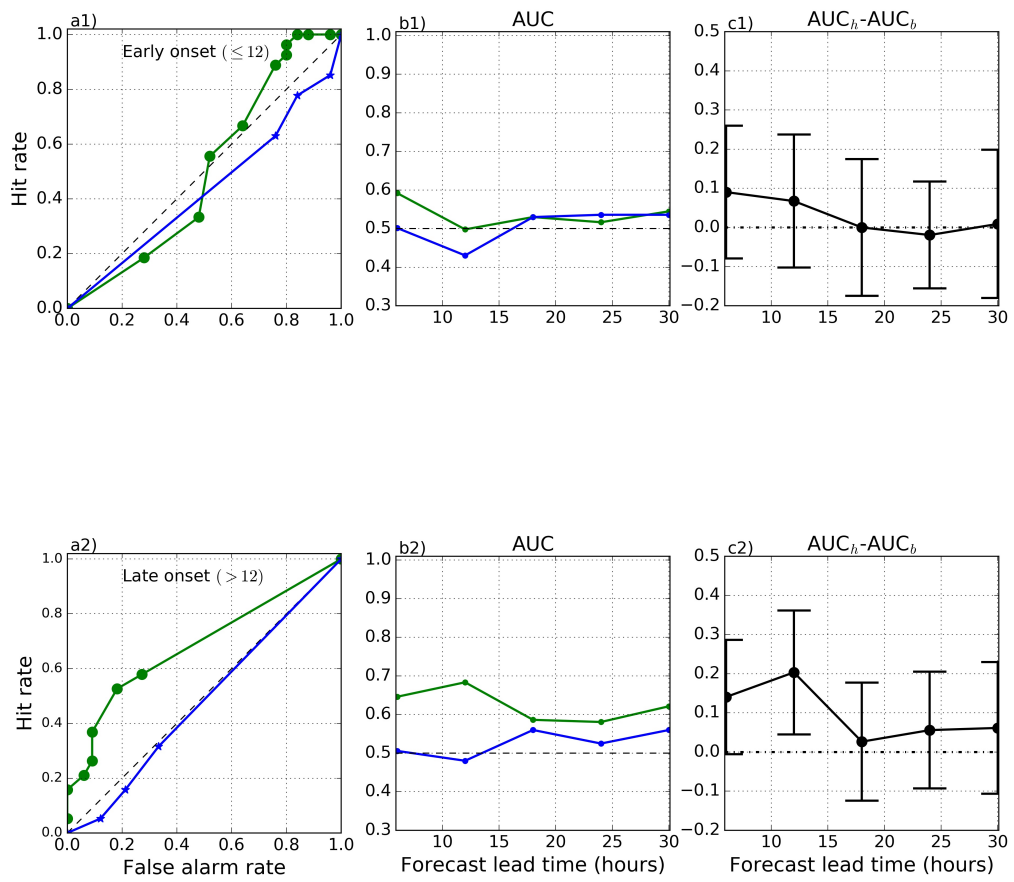 a1)
Early onset (≤12)
Hit rate
1.0
0.8
0.6
0.4
0.2
0.0
0.0 0.2 0.4 0.6 0.8 1.0
b1)
AUC
1.0
0.9
0.8
0.7
0.6
0.5
0.4
0.3
10 15 20 25 30
c1)
AUCh-AUCb
0.5
0.4
0.3
0.2
0.1
0.0
−0.1
−0.2
10 15 20 25 30
a2)
Late onset (>12)
Hit rate
1.0
0.8
0.6
0.4
0.2
0.0
0.0 0.2 0.4 0.6 0.8 1.0
False alarm rate
b2)
AUC
1.0
0.9
0.8
0.7
0.6
0.5
0.4
0.3
10 15 20 25 30
Forecast lead time (hours)
c2)
AUCh-AUCb
0.5
0.4
0.3
0.2
0.1
0.0
−0.1
−0.2
10 15 20 25 30
Forecast lead time (hours)